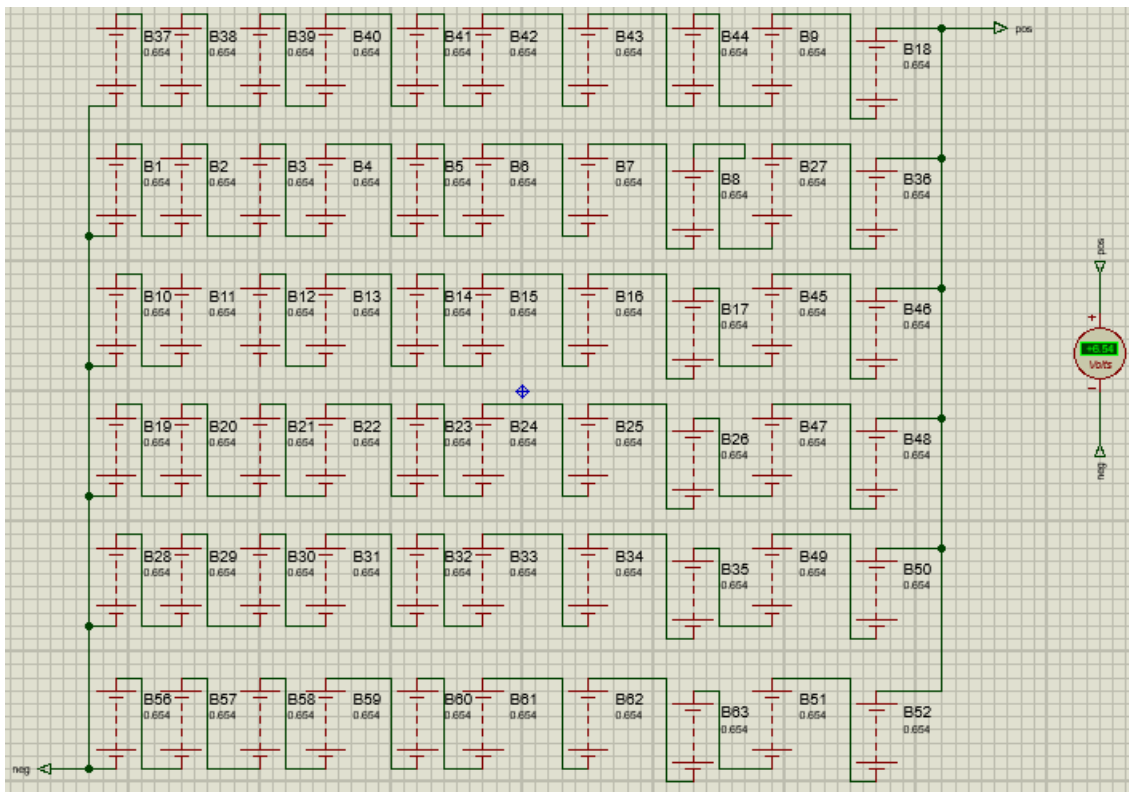 B37 B38 B39 B40 B41 B42 B43 B44 B9 B18
0.654 0.654 0.654 0.654 0.654 0.654 0.654 0.654 0.654 0.654
pos
B1 B2 B3 B4 B5 B6 B7 B8 B27 B36
0.654 0.654 0.654 0.654 0.654 0.654 0.654 0.654 0.654 0.654
B10 B11 B12 B13 B14 B15 B16 B17 B45 B46
0.654 0.654 0.654 0.654 0.654 0.654 0.654 0.654 0.654 0.654
pos
+
+6.54
Volts
−
neg
B19 B20 B21 B22 B23 B24 B25 B26 B47 B48
0.654 0.654 0.654 0.654 0.654 0.654 0.654 0.654 0.654 0.654
B28 B29 B30 B31 B32 B33 B34 B35 B49 B50
0.654 0.654 0.654 0.654 0.654 0.654 0.654 0.654 0.654 0.654
B56 B57 B58 B59 B60 B61 B62 B63 B51 B52
0.654 0.654 0.654 0.654 0.654 0.654 0.654 0.654 0.654 0.654
neg